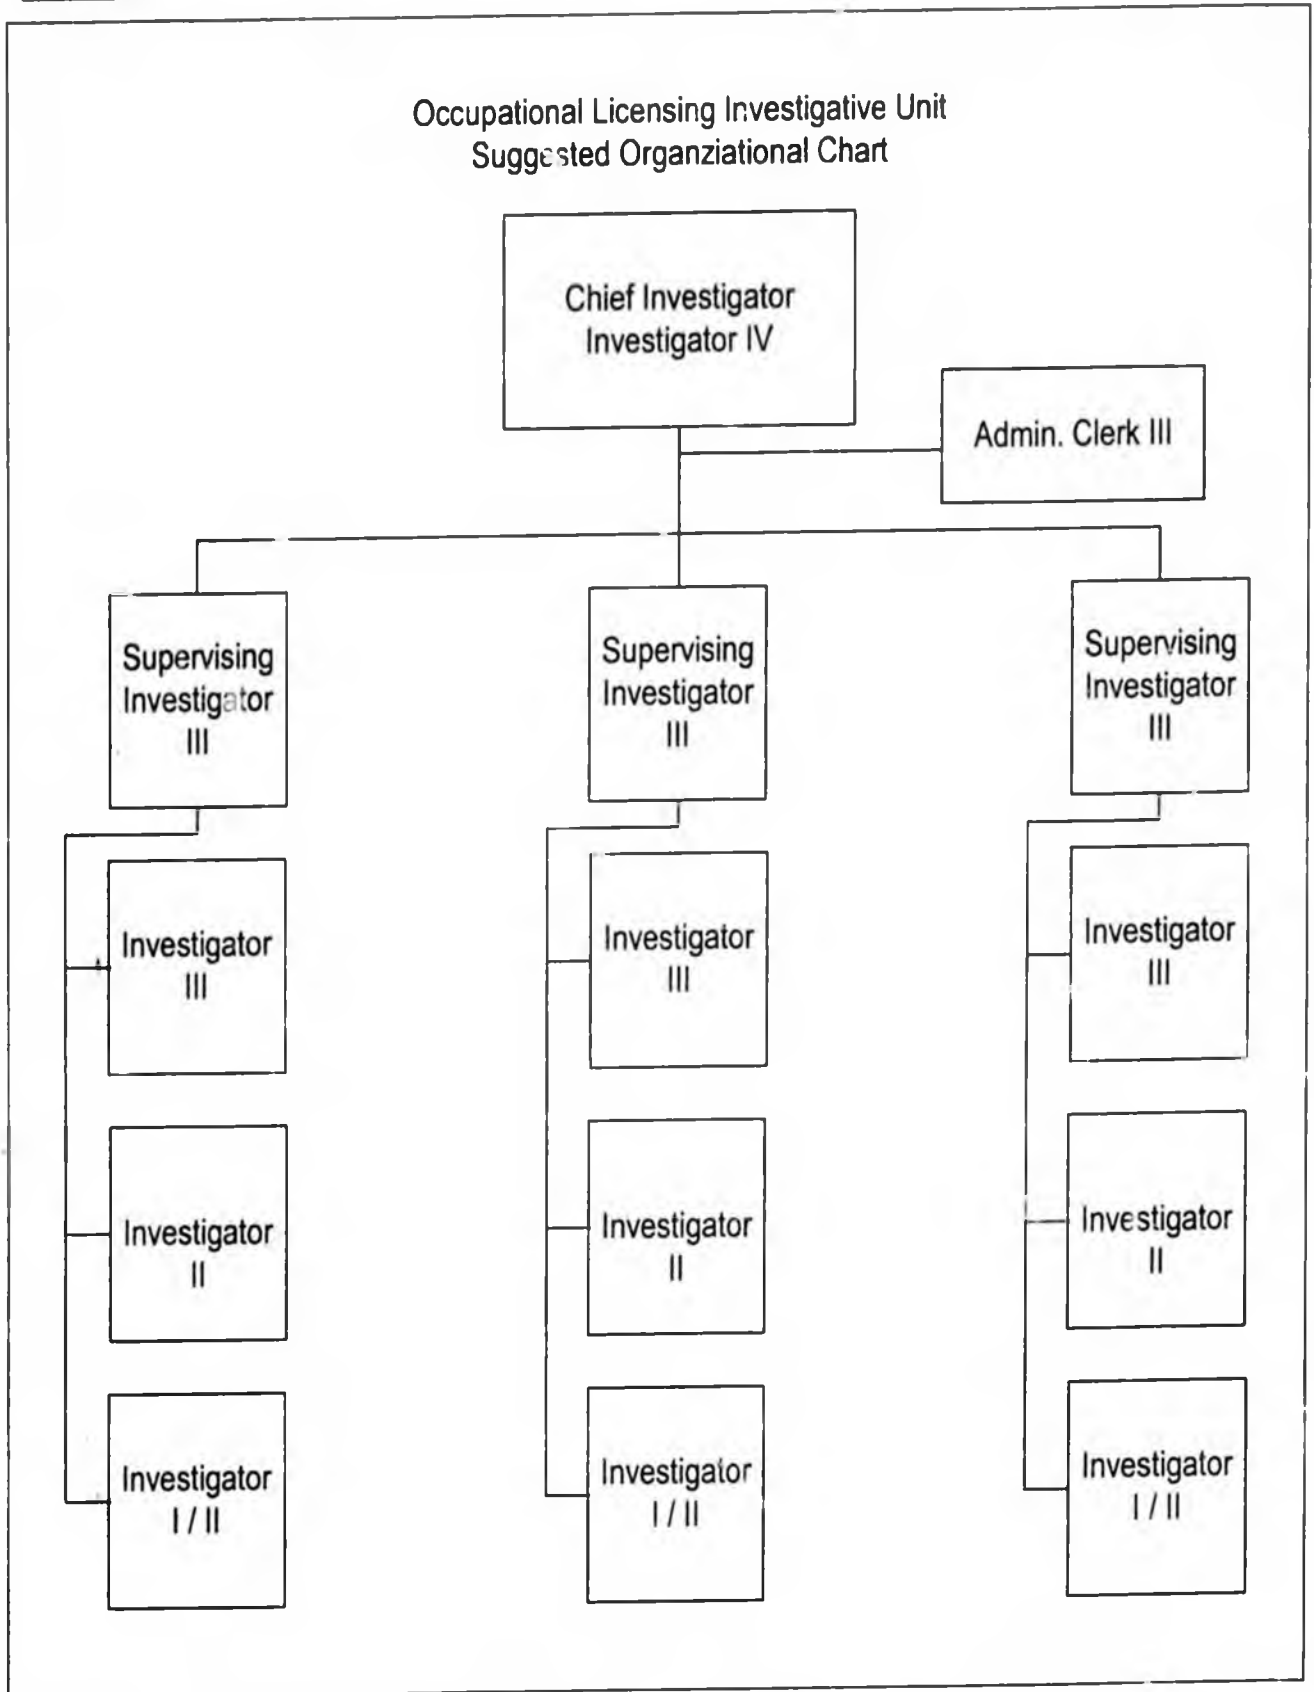 Occupational Licensing Investigative Unit
Suggested Organziational Chart
Chief Investigator
Investigator IV
Admin. Clerk III
Supervising
Investigator
III
Supervising
Investigator
III
Supervising
Investigator
III
Investigator
III
Investigator
III
Investigator
III
Investigator
II
Investigator
II
Investigator
II
Investigator
I / II
Investigator
I / II
Investigator
I / II